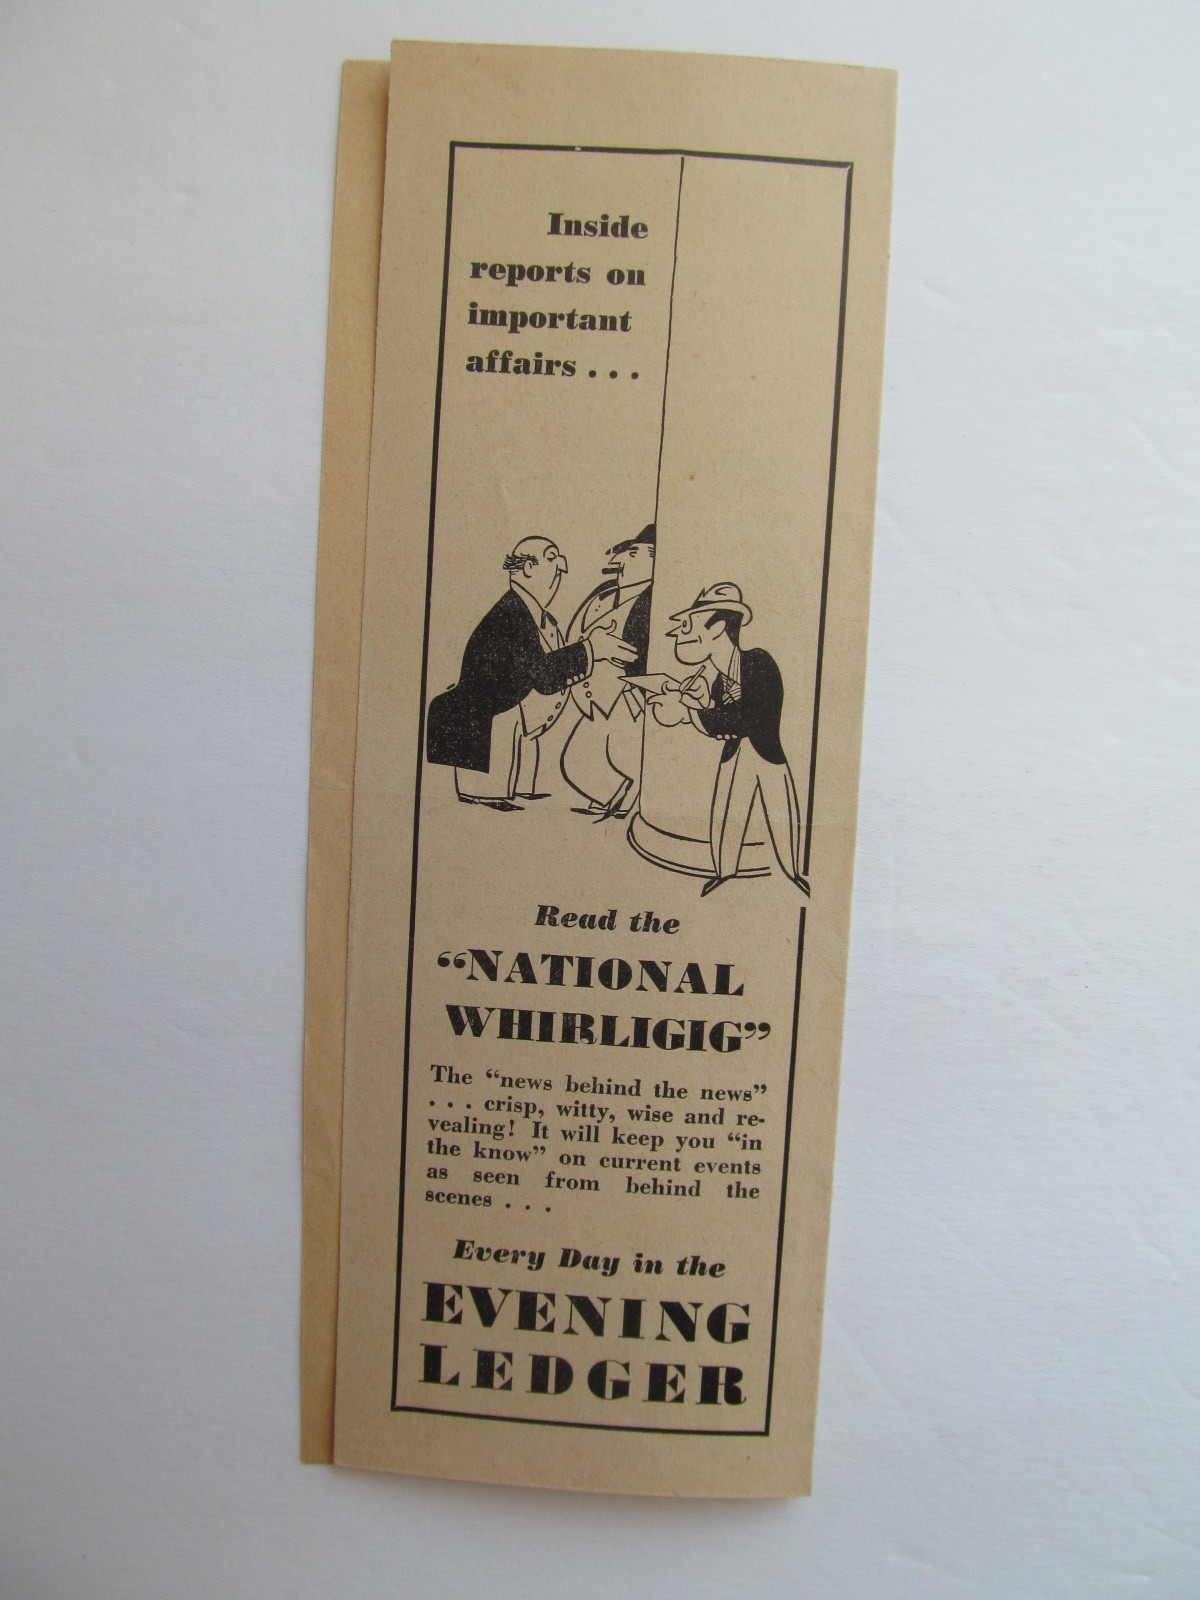 Inside
reports on
important
affairs . . .
Read the
“NATIONAL
WHIRLIGIG”
The “news behind the news”
. . . crisp, witty, wise and re-
vealing! It will keep you “in
the know” on current events
as seen from behind the
scenes . . .
Every Day in the
EVENING
LEDGER